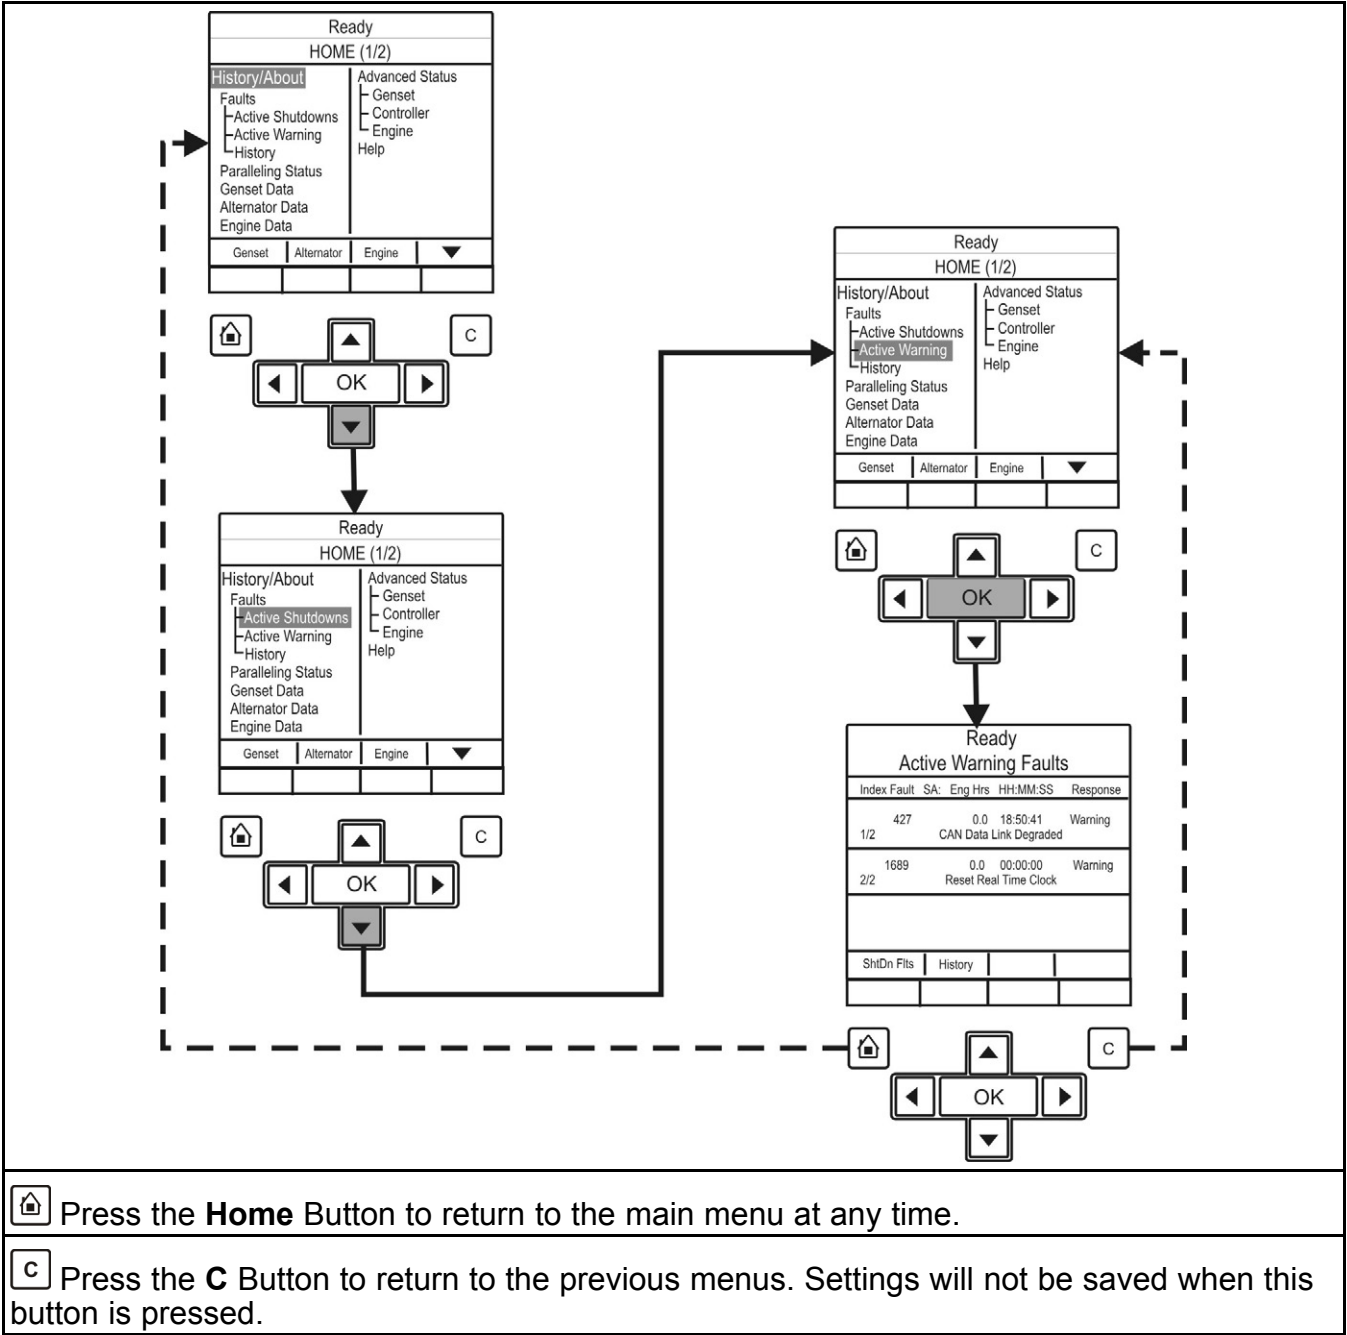 Ready
HOME (1/2)
History/About
Faults
Active Shutdowns
Active Warning
History
Paralleling Status
Genset Data
Alternator Data
Engine Data
Advanced Status
Genset
Controller
Engine
Help
Genset Alternator Engine
C
OK
Ready
HOME (1/2)
History/About
Faults
Active Shutdowns
Active Warning
History
Paralleling Status
Genset Data
Alternator Data
Engine Data
Advanced Status
Genset
Controller
Engine
Help
Genset Alternator Engine
C
OK
Ready
HOME (1/2)
History/About
Faults
Active Shutdowns
Active Warning
History
Paralleling Status
Genset Data
Alternator Data
Engine Data
Advanced Status
Genset
Controller
Engine
Help
Genset Alternator Engine
C
OK
Ready
Active Warning Faults
Index Fault SA: Eng Hrs HH:MM:SS Response
427 0.0 18:50:41 Warning
1/2 CAN Data Link Degraded
1689 0.0 00:00:00 Warning
2/2 Reset Real Time Clock
ShtDn Flts History
C
OK
Press the Home Button to return to the main menu at any time.
C Press the C Button to return to the previous menus. Settings will not be saved when this
button is pressed.